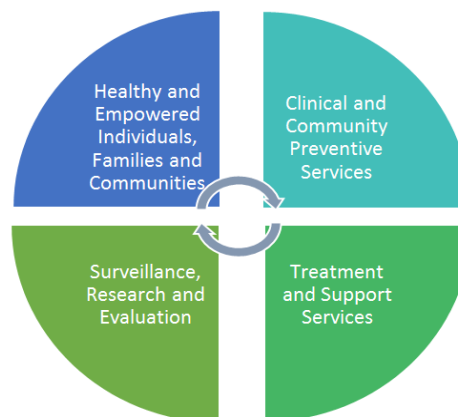 Healthy and
Empowered
Individuals,
Families and
Communities
Clinical and
Community
Preventive
Services
Surveillance,
Research and
Evaluation
Treatment
and Support
Services